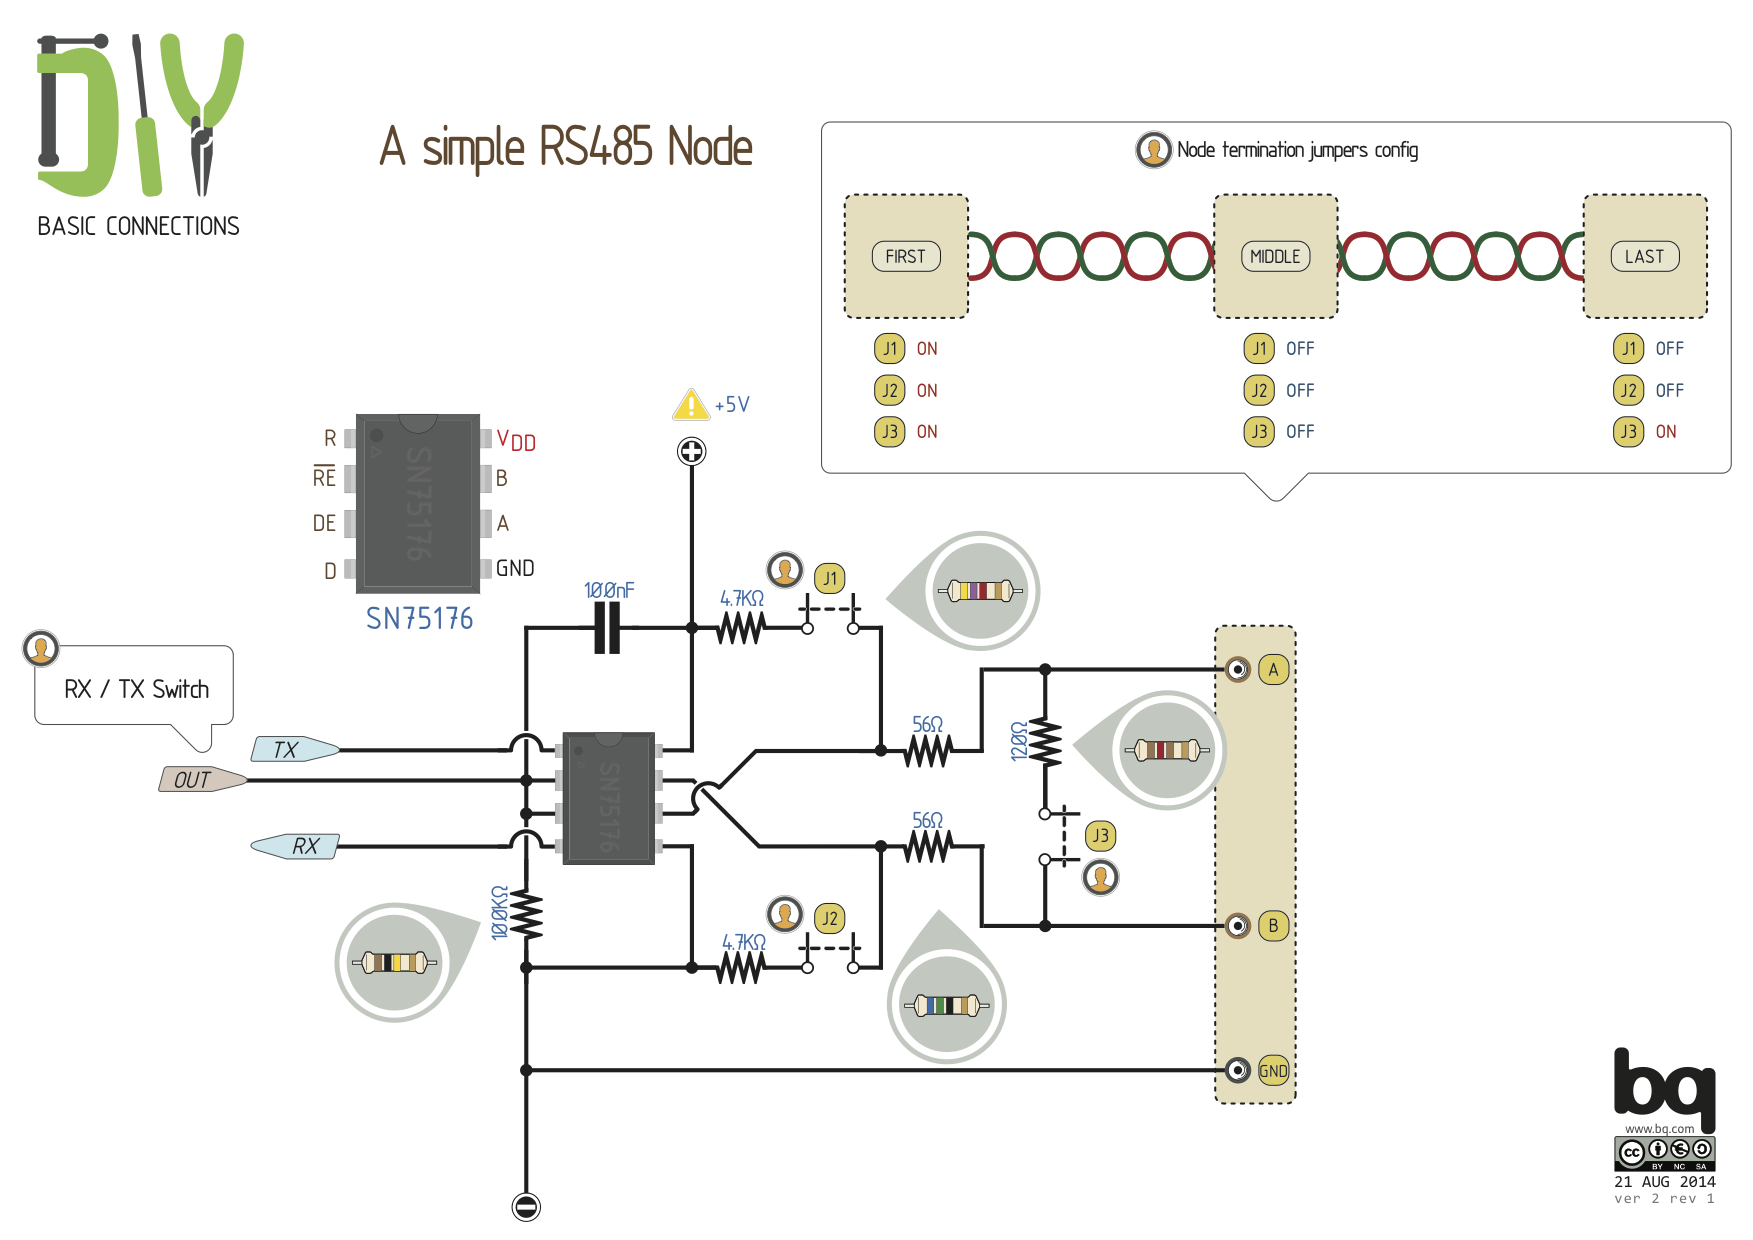 BASIC CONNECTIONS
A simple RS485 Node
Node termination jumpers config
FIRST
MIDDLE
LAST
J1 ON
J1 OFF
J1 OFF
J2 ON
J2 OFF
J2 OFF
J3 ON
J3 OFF
J3 ON
+5V
R
VDD
RE
B
DE
A
D
GND
SN75176
SN75176
100nF
4.7KΩ
J1
RX / TX Switch
TX
OUT
RX
SN75176
56Ω
120Ω
A
56Ω
J3
100KΩ
J2
4.7KΩ
B
GND
bq
www.bq.com
cc
BY NC SA
21 AUG 2014
ver 2 rev 1